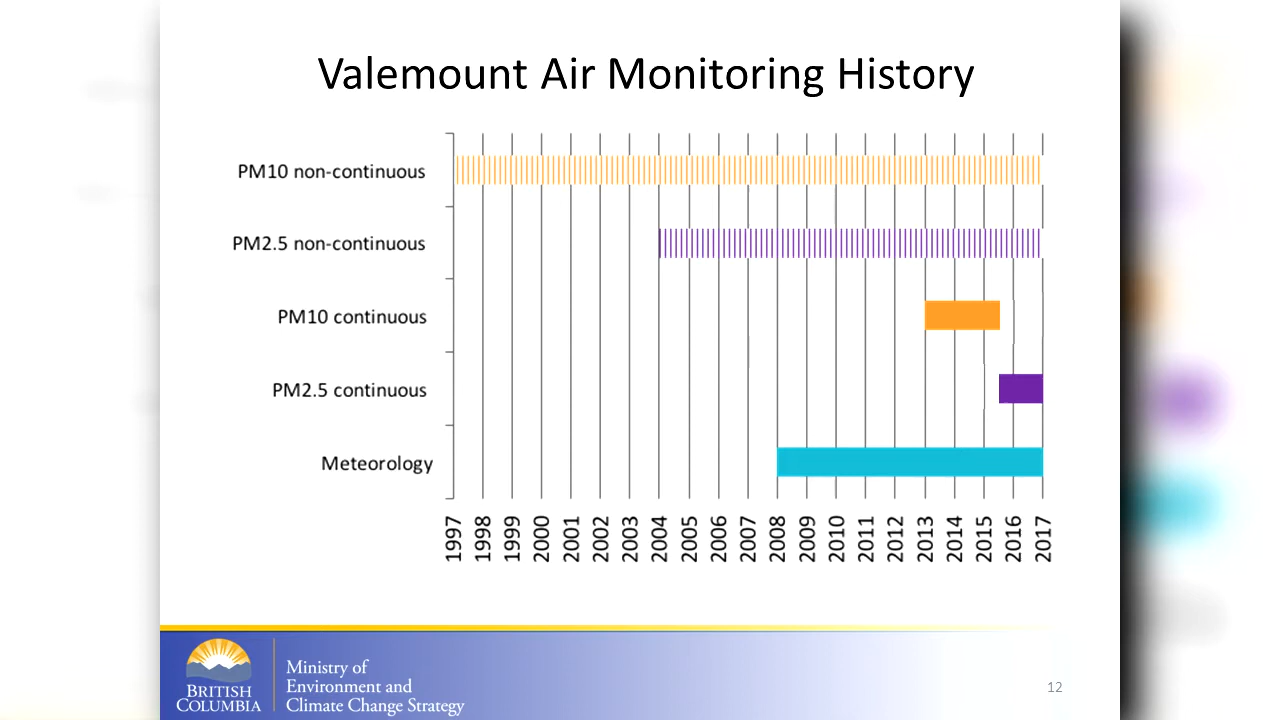 Valemount Air Monitoring History
PM10 non-continuous
PM2.5 non-continuous
PM10 continuous
PM2.5 continuous
Meteorology
1997
1998
1999
2000
2001
2002
2003
2004
2005
2006
2007
2008
2009
2010
2011
2012
2013
2014
2015
2016
2017
BRITISH
COLUMBIA
Ministry of
Environment and
Climate Change Strategy
12